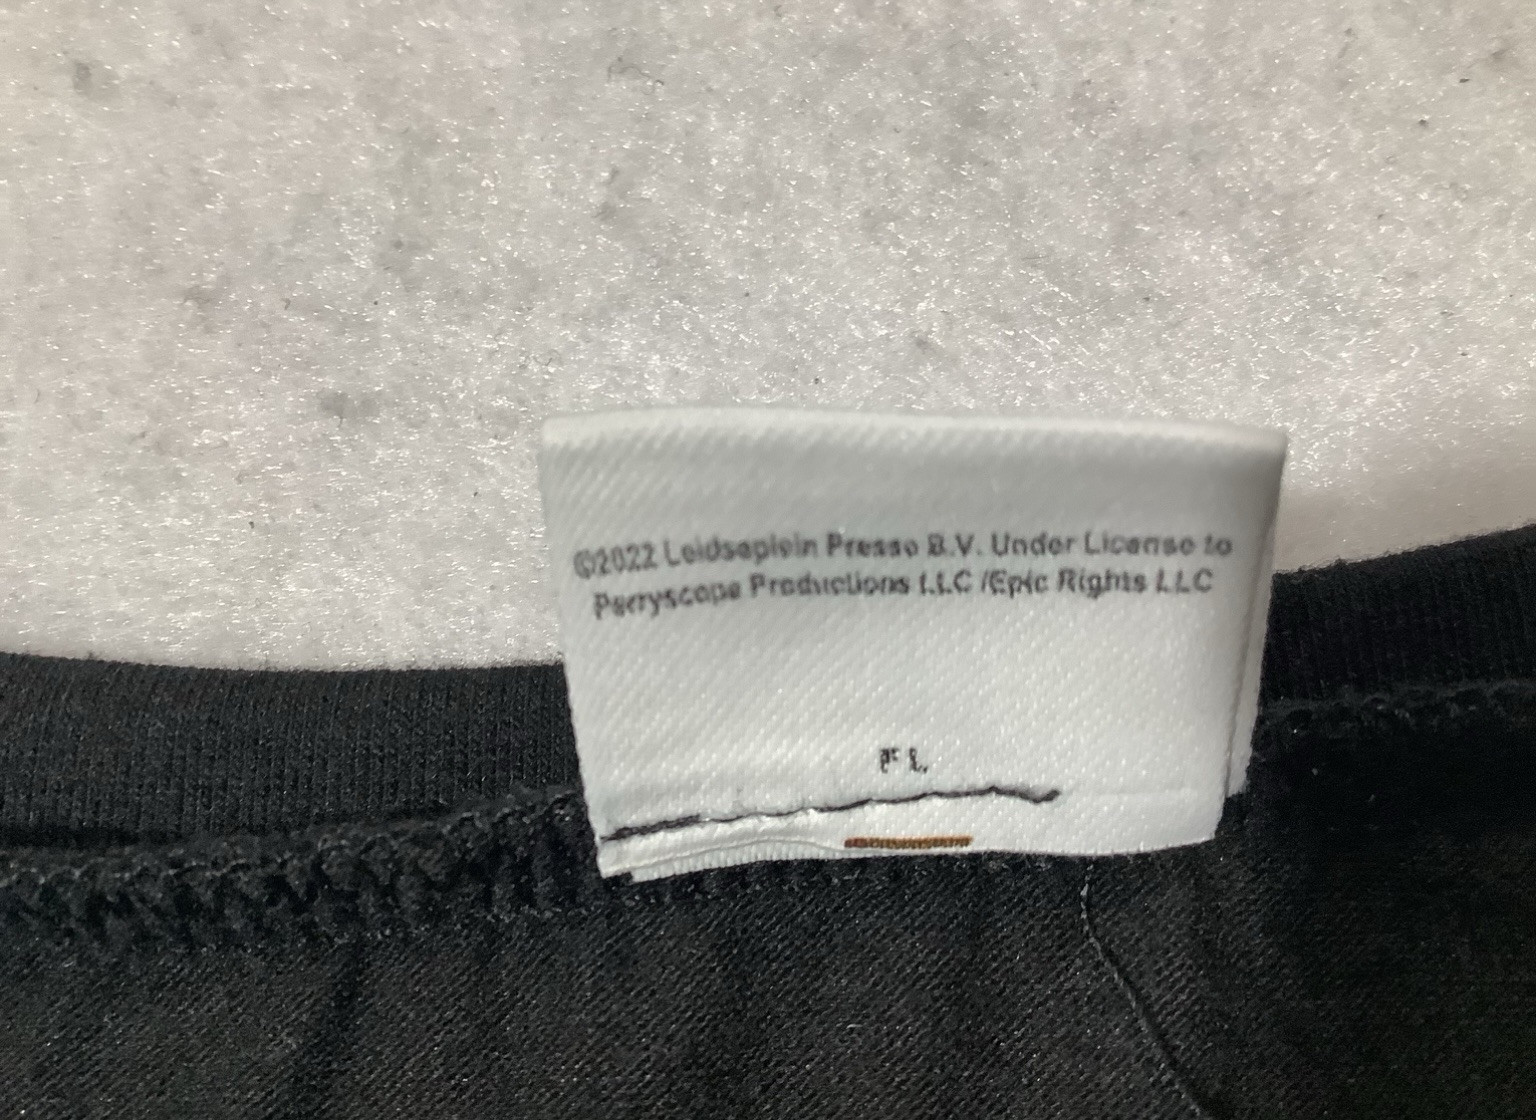 ©2022 Leidseplein Presse B.V. Under License to
Perryscope Productions LLC /Epic Rights LLC
F L